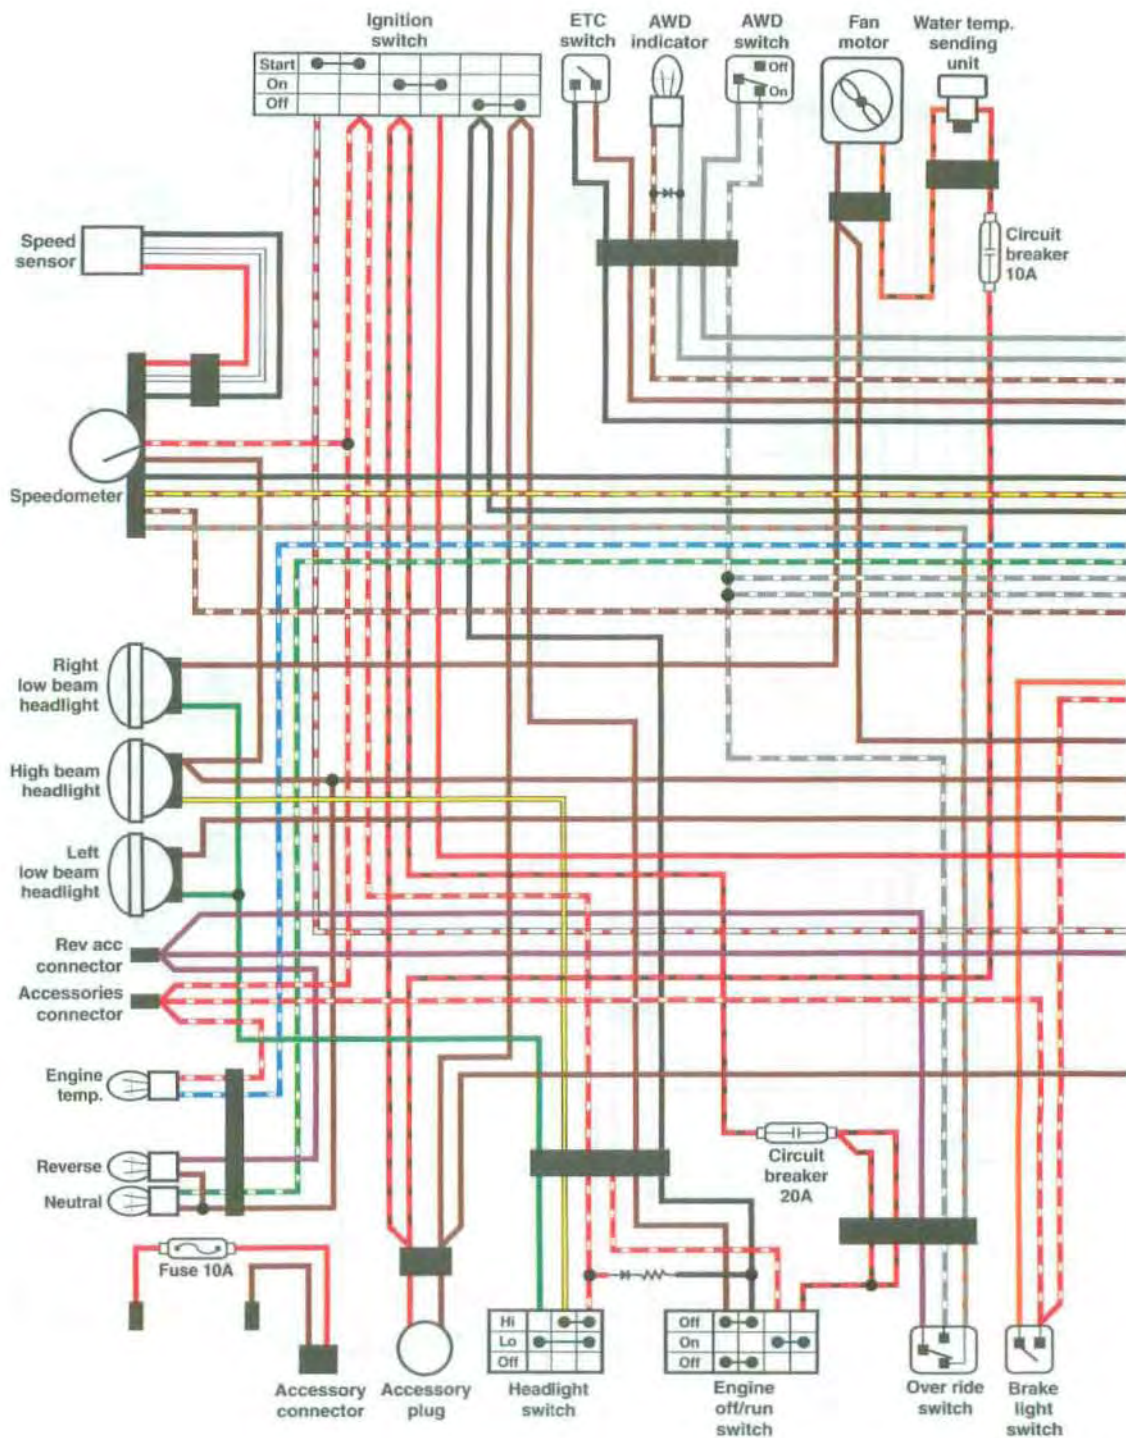 Ignition
switch
ETC
switch
AWD
indicator
AWD
switch
Fan
motor
Water temp.
sending
unit
Start
On
Off
Off
On
Speed
sensor
Circuit
breaker
10A
Speedometer
Right
low beam
headlight
High beam
headlight
Left
low beam
headlight
Rev acc
connector
Accessories
connector
Engine
temp.
Reverse
Neutral
Circuit
breaker
20A
Fuse 10A
Hi
Lo
Off
Off
On
Off
Accessory
connector
Accessory
plug
Headlight
switch
Engine
off/run
switch
Over ride
switch
Brake
light
switch